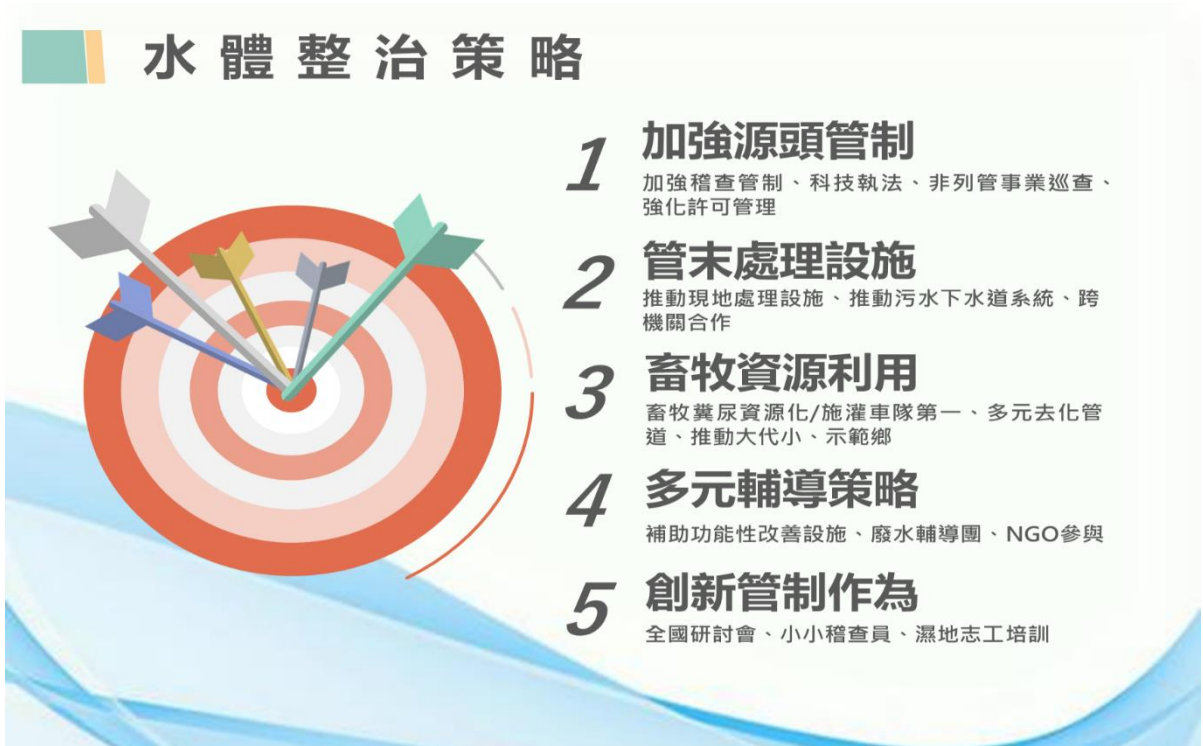 水體整治策略
1 加強源頭管制
加強稽查管制、科技執法、非列管事業巡查、
強化許可管理
2 管末處理設施
推動現地處理設施、推動污水下水道系統、跨
機關合作
3 畜牧資源利用
畜牧糞尿資源化/施灌車隊第一、多元去化管
道、推動大代小、示範鄉
4 多元輔導策略
補助功能性改善設施、廢水輔導團、NGO參與
5 創新管制作為
全國研討會、小小稽查員、濕地志工培訓